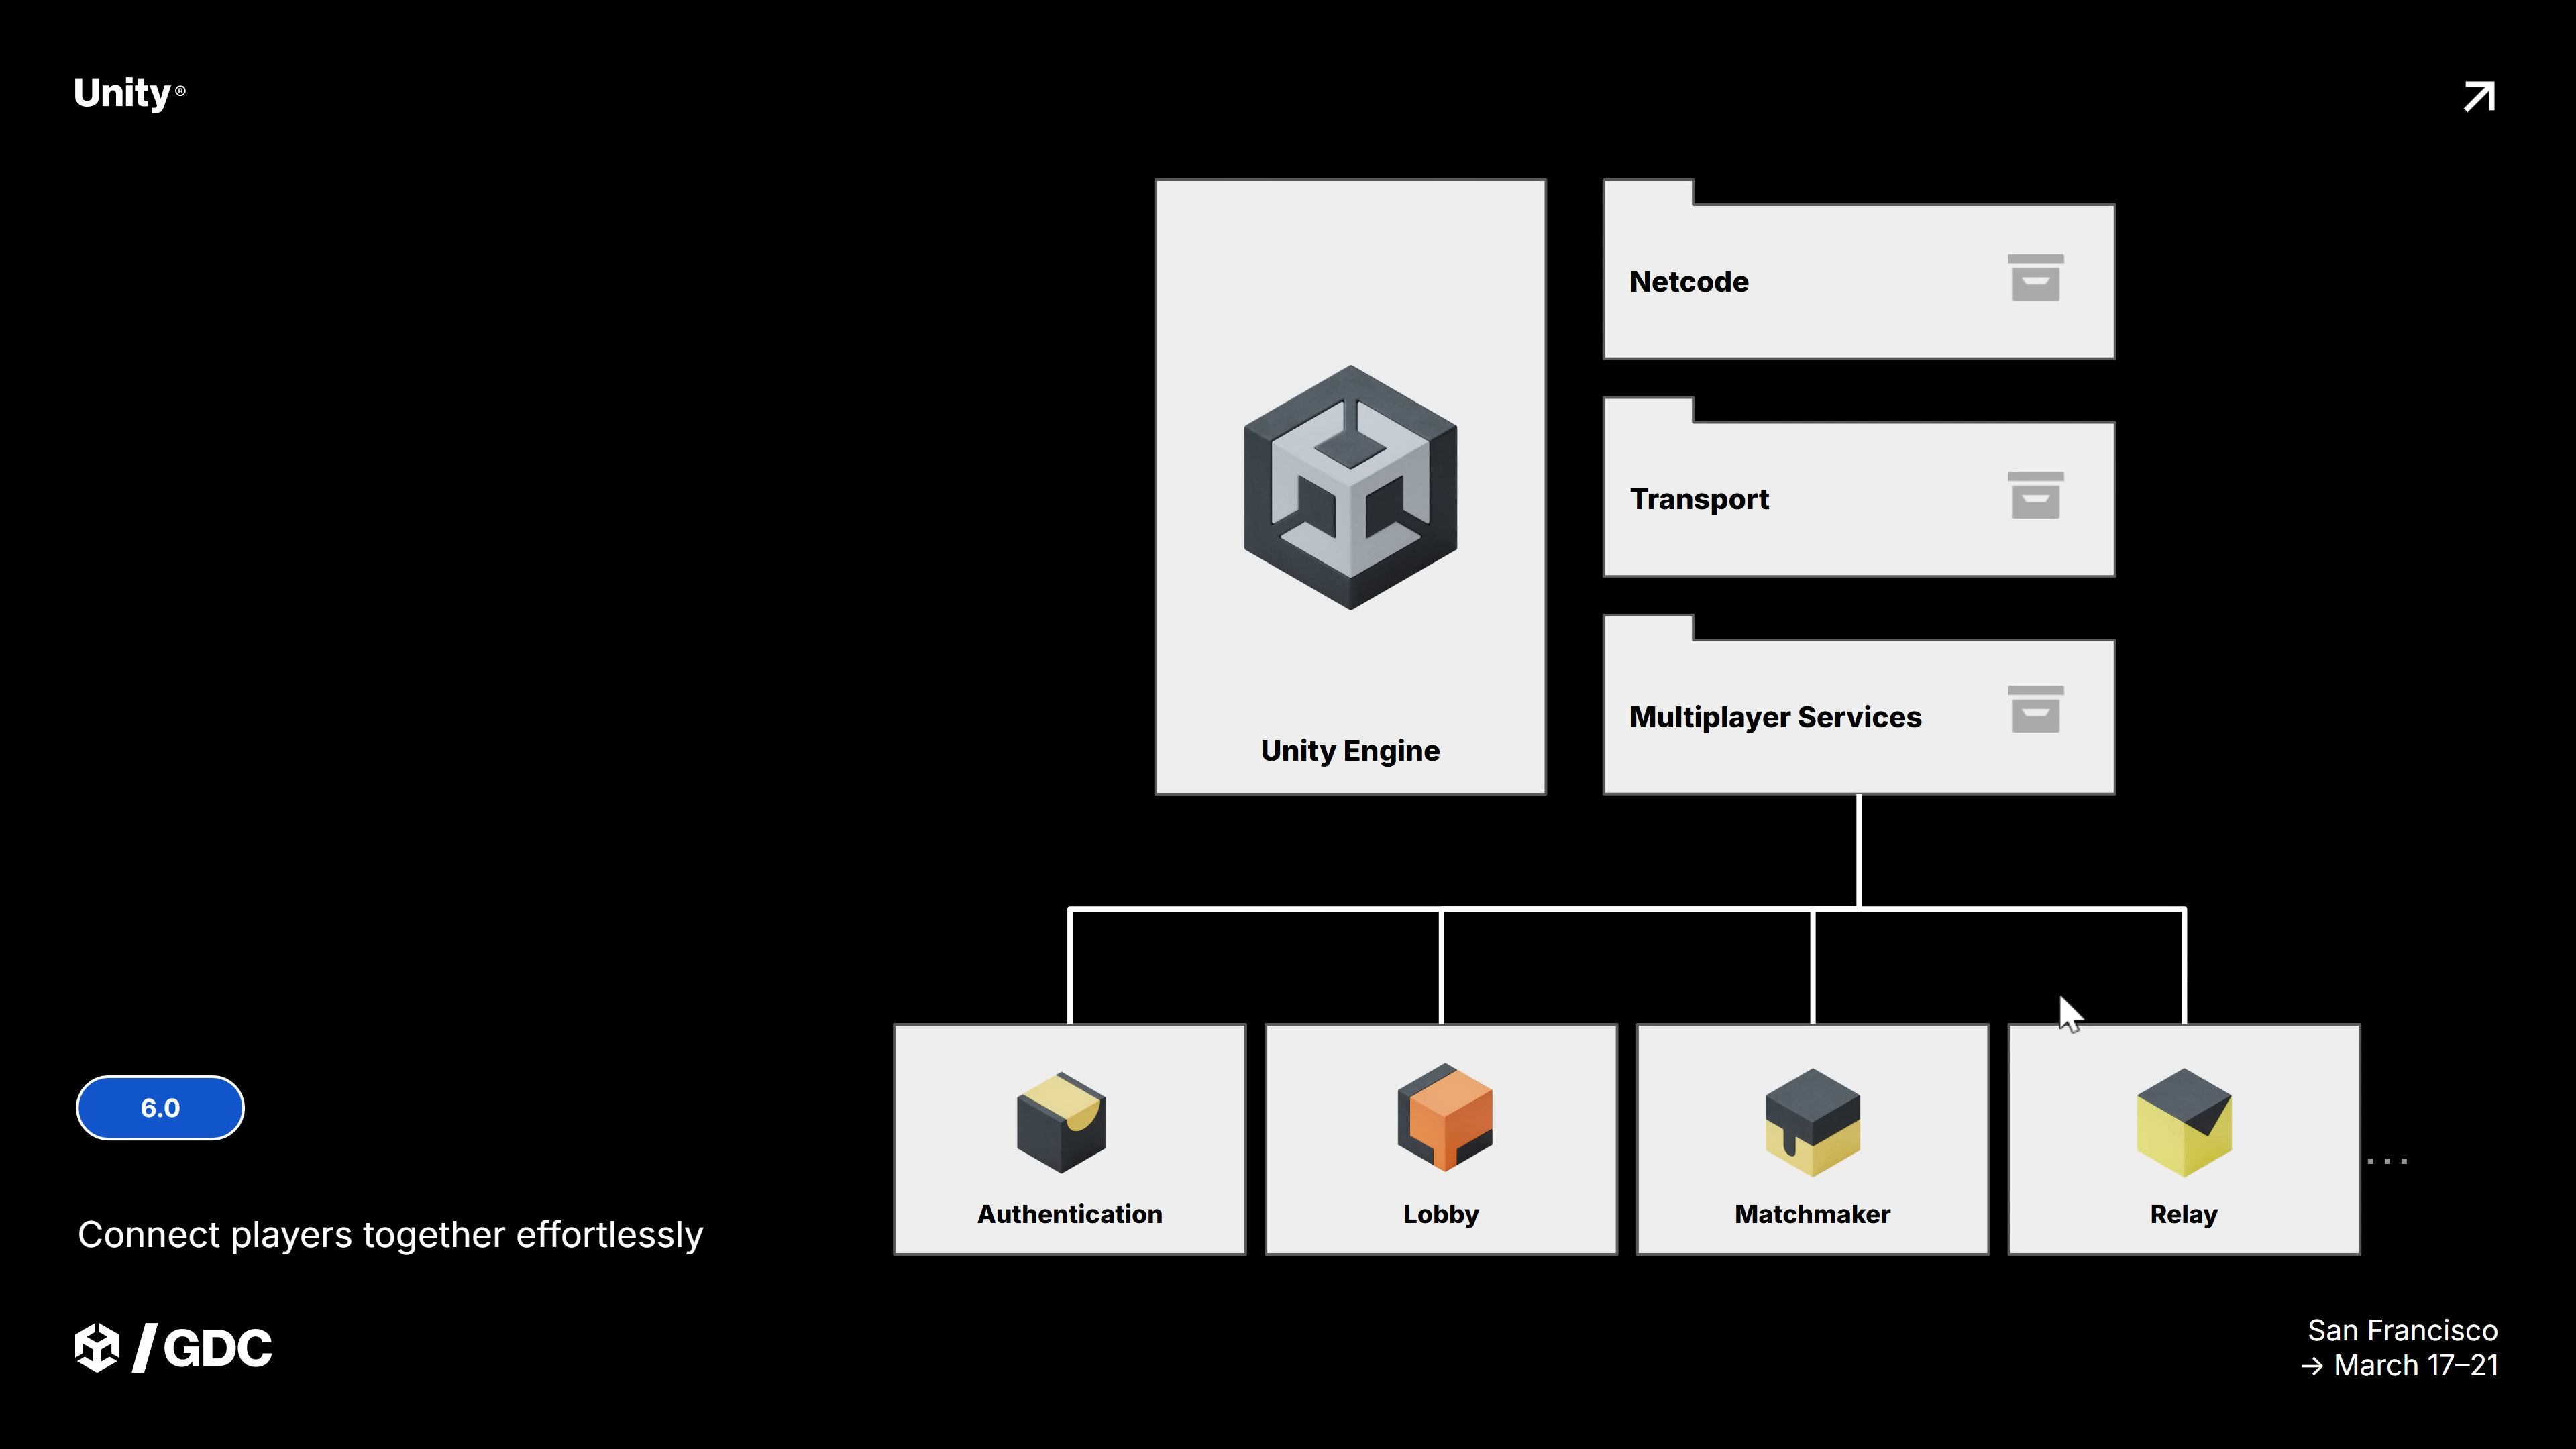 Unity®
Netcode
Transport
Multiplayer Services
Unity Engine
6.0
Connect players together effortlessly
Authentication
Lobby
Matchmaker
Relay
...
/GDC
San Francisco
→ March 17–21